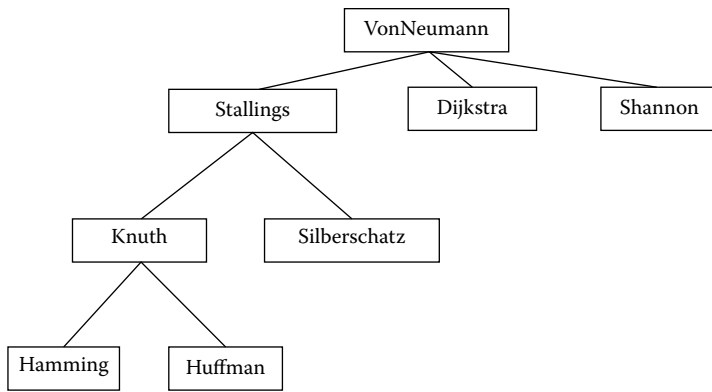 VonNeumann
Stallings
Dijkstra
Shannon
Knuth
Silberschatz
Hamming
Huffman